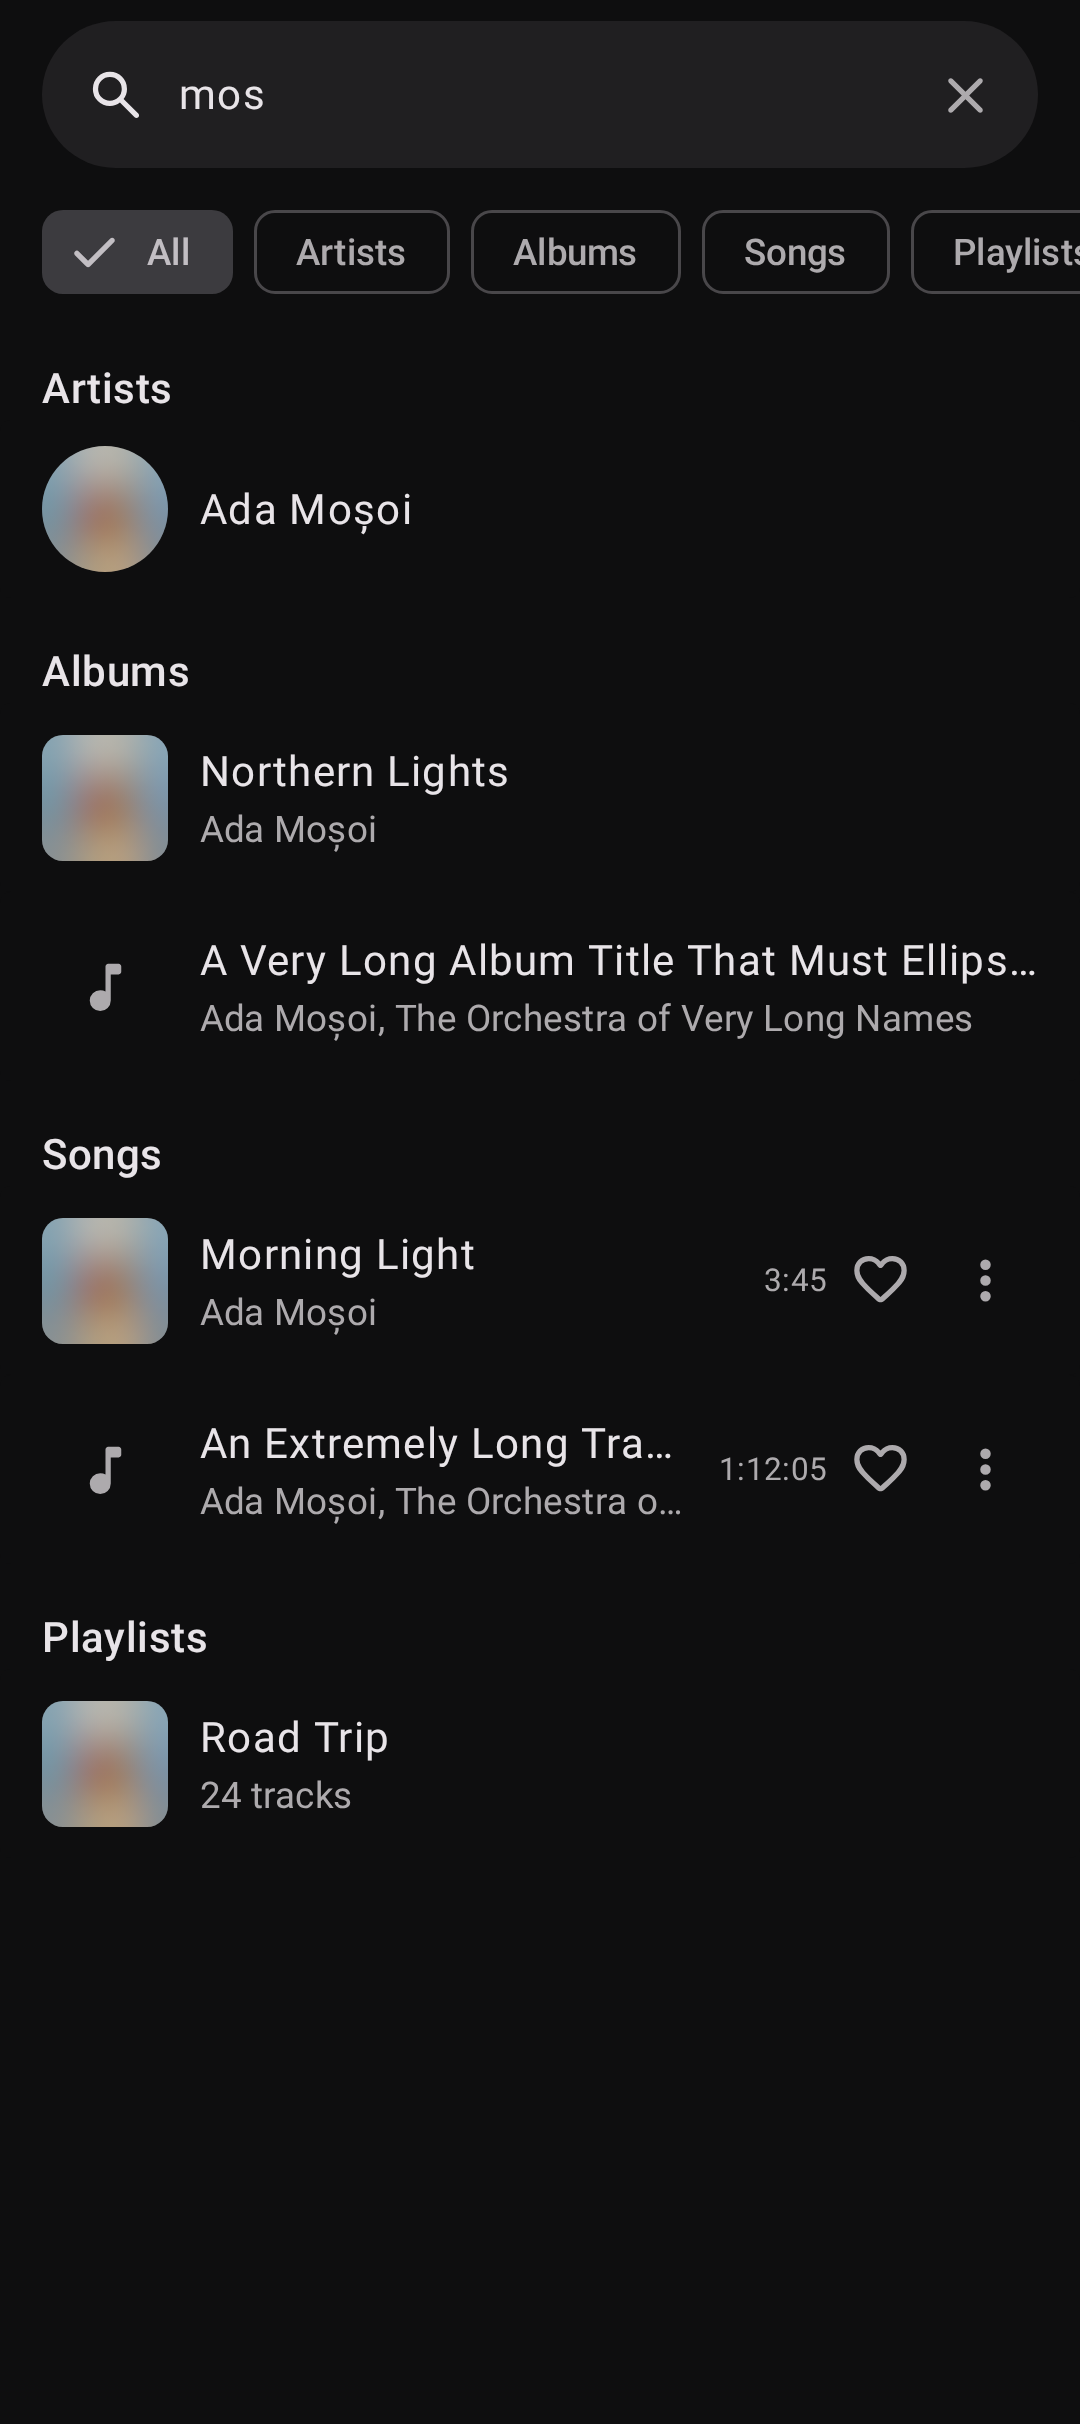 mos
All
Artists
Albums
Songs
Playlists
Artists
Ada Moșoi
Albums
Northern Lights
Ada Moșoi
A Very Long Album Title That Must Ellips…
Ada Moșoi, The Orchestra of Very Long Names
Songs
Morning Light
Ada Moșoi
3:45
An Extremely Long Tra…
Ada Moșoi, The Orchestra o…
1:12:05
Playlists
Road Trip
24 tracks